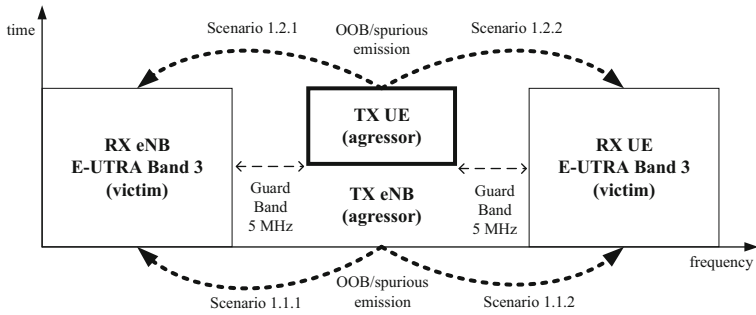 time
Scenario 1.2.1
OOB/spurious
emission
Scenario 1.2.2
RX eNB
E-UTRA Band 3
(victim)
TX UE
(agressor)
RX UE
E-UTRA Band 3
(victim)
Guard
Band
5 MHz
TX eNB
(agressor)
Guard
Band
5 MHz
frequency
Scenario 1.1.1
OOB/spurious
emission
Scenario 1.1.2